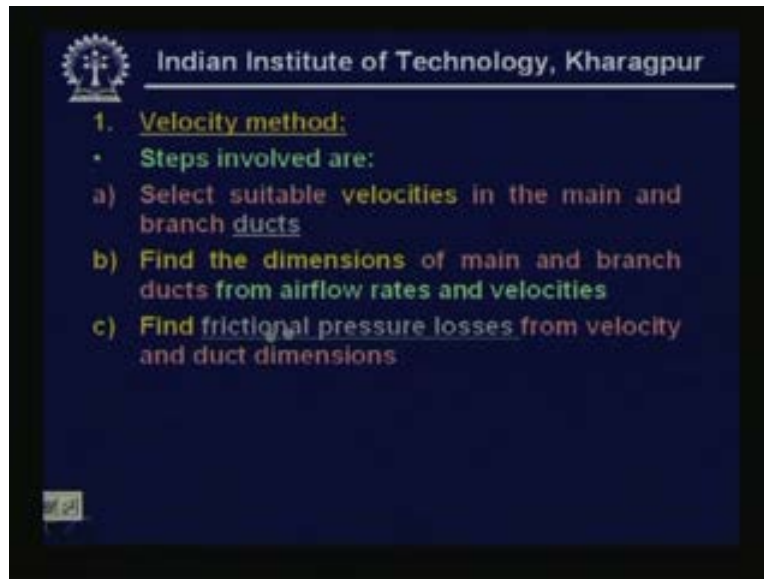 Indian Institute of Technology, Kharagpur
1. Velocity method:
• Steps involved are:
a) Select suitable velocities in the main and
branch ducts
b) Find the dimensions of main and branch
ducts from airflow rates and velocities
c) Find frictional pressure losses from velocity
and duct dimensions